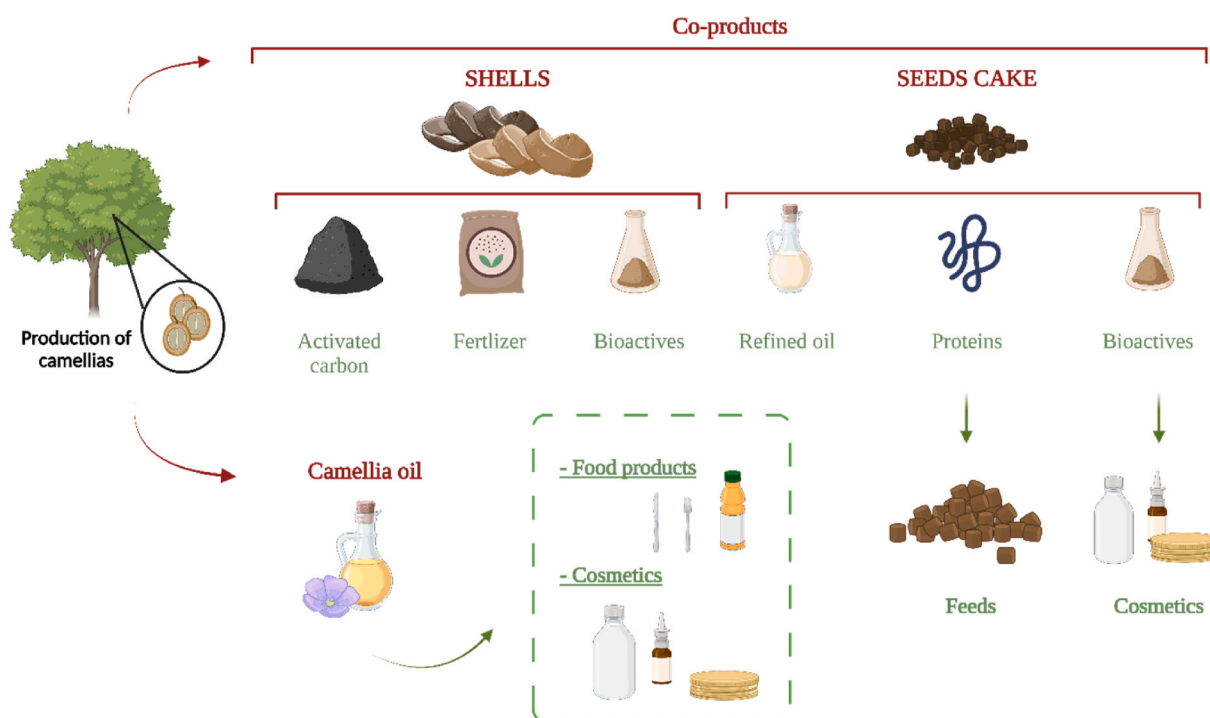 Co-products
SHELLS
SEEDS CAKE
Production of
camellias
Activated
carbon
Fertlizer
Bioactives
Refined oil
Proteins
Bioactives
Camellia oil
- Food products
- Cosmetics
Feeds
Cosmetics